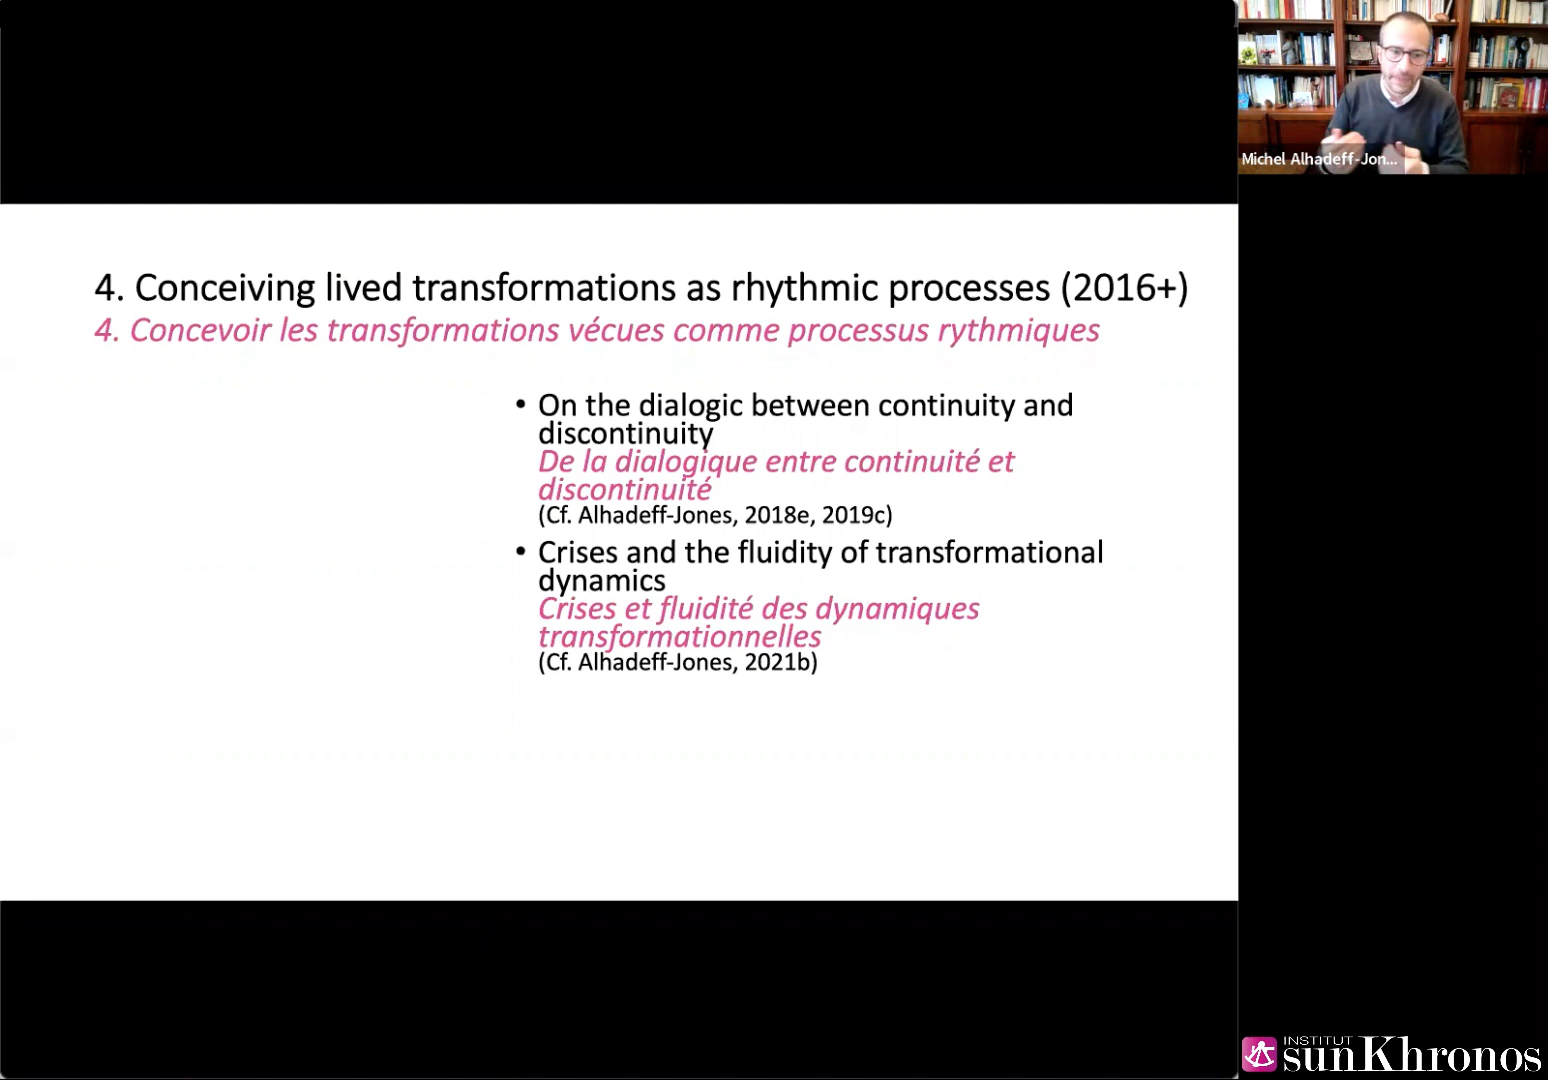 Michel Alhadeff-Jon...
4. Conceiving lived transformations as rhythmic processes (2016+)
4. Concevoir les transformations vécues comme processus rythmiques
• On the dialogic between continuity and
discontinuity
De la dialogique entre continuité et
discontinuité
(Cf. Alhadeff-Jones, 2018e, 2019c)
• Crises and the fluidity of transformational
dynamics
Crises et fluidité des dynamiques
transformationnelles
(Cf. Alhadeff-Jones, 2021b)
INSTITUT
sunKhronos